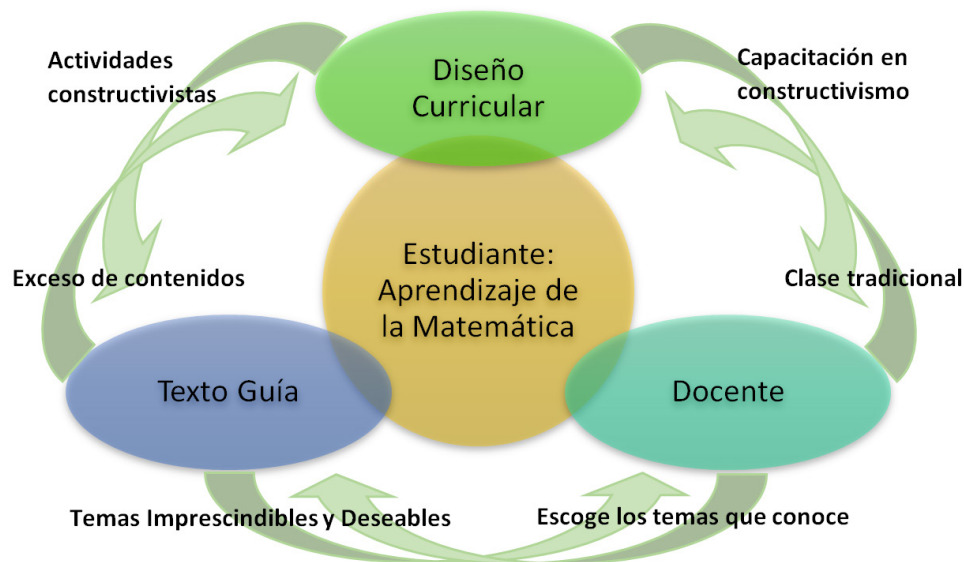 Actividades
constructivistas
Diseño
Curricular
Capacitación en
constructivismo
Exceso de contenidos
Estudiante:
Aprendizaje de
la Matemática
Clase tradicional
Texto Guía
Docente
Temas Imprescindibles y Deseables
Escoge los temas que conoce